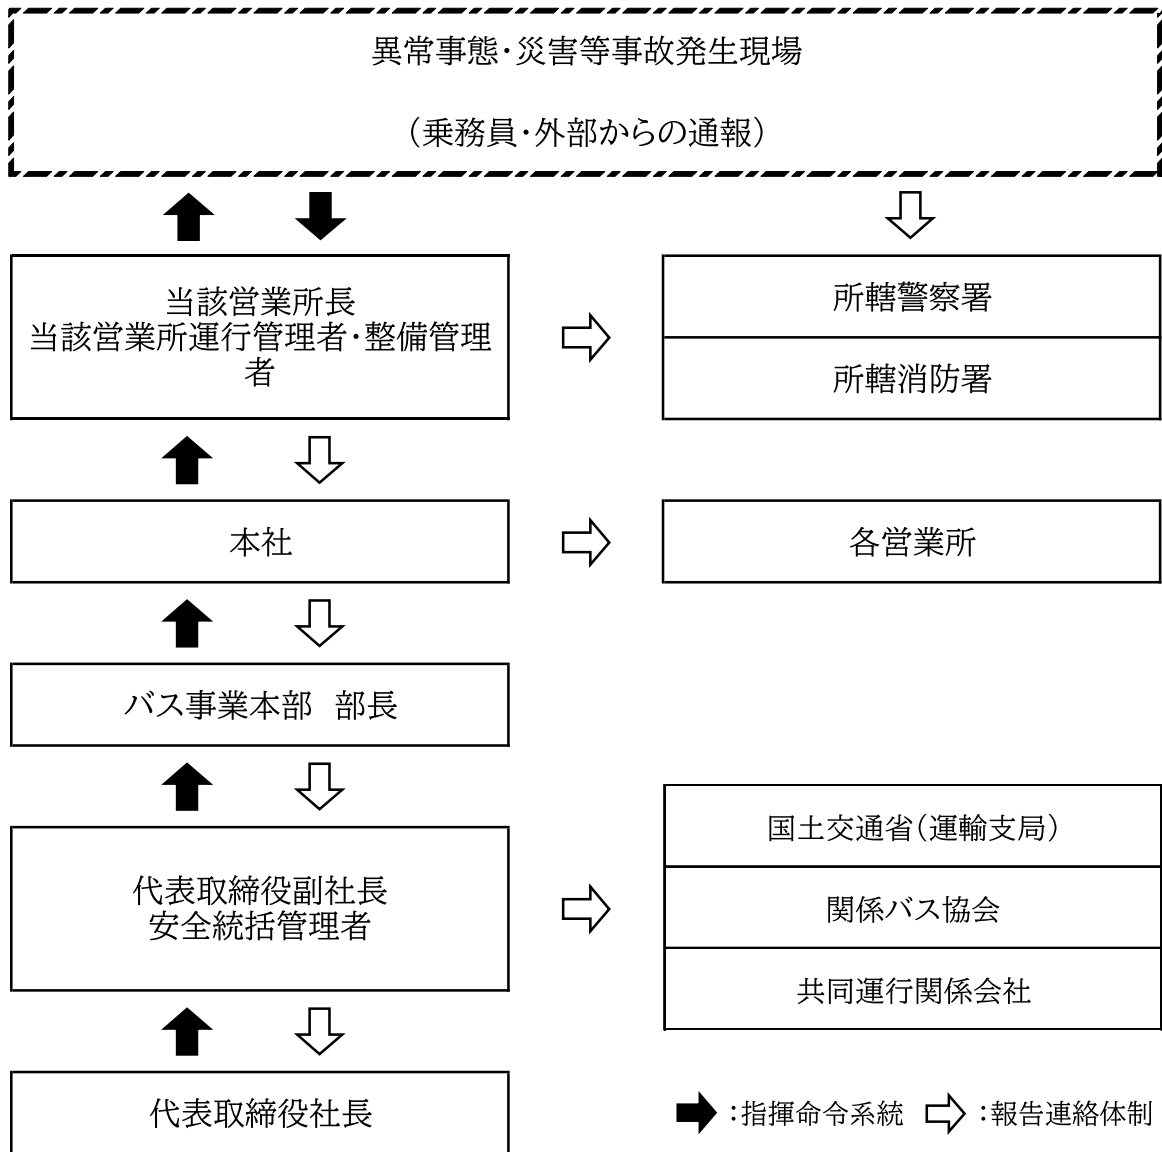 異常事態・災害等事故発生現場
（乗務員・外部からの通報）
当該営業所長
当該営業所運行管理者・整備管理
者
所轄警察署
所轄消防署
本社
各営業所
バス事業本部　部長
代表取締役副社長
安全統括管理者
国土交通省（運輸支局）
関係バス協会
共同運行関係会社
代表取締役社長
：指揮命令系統
：報告連絡体制